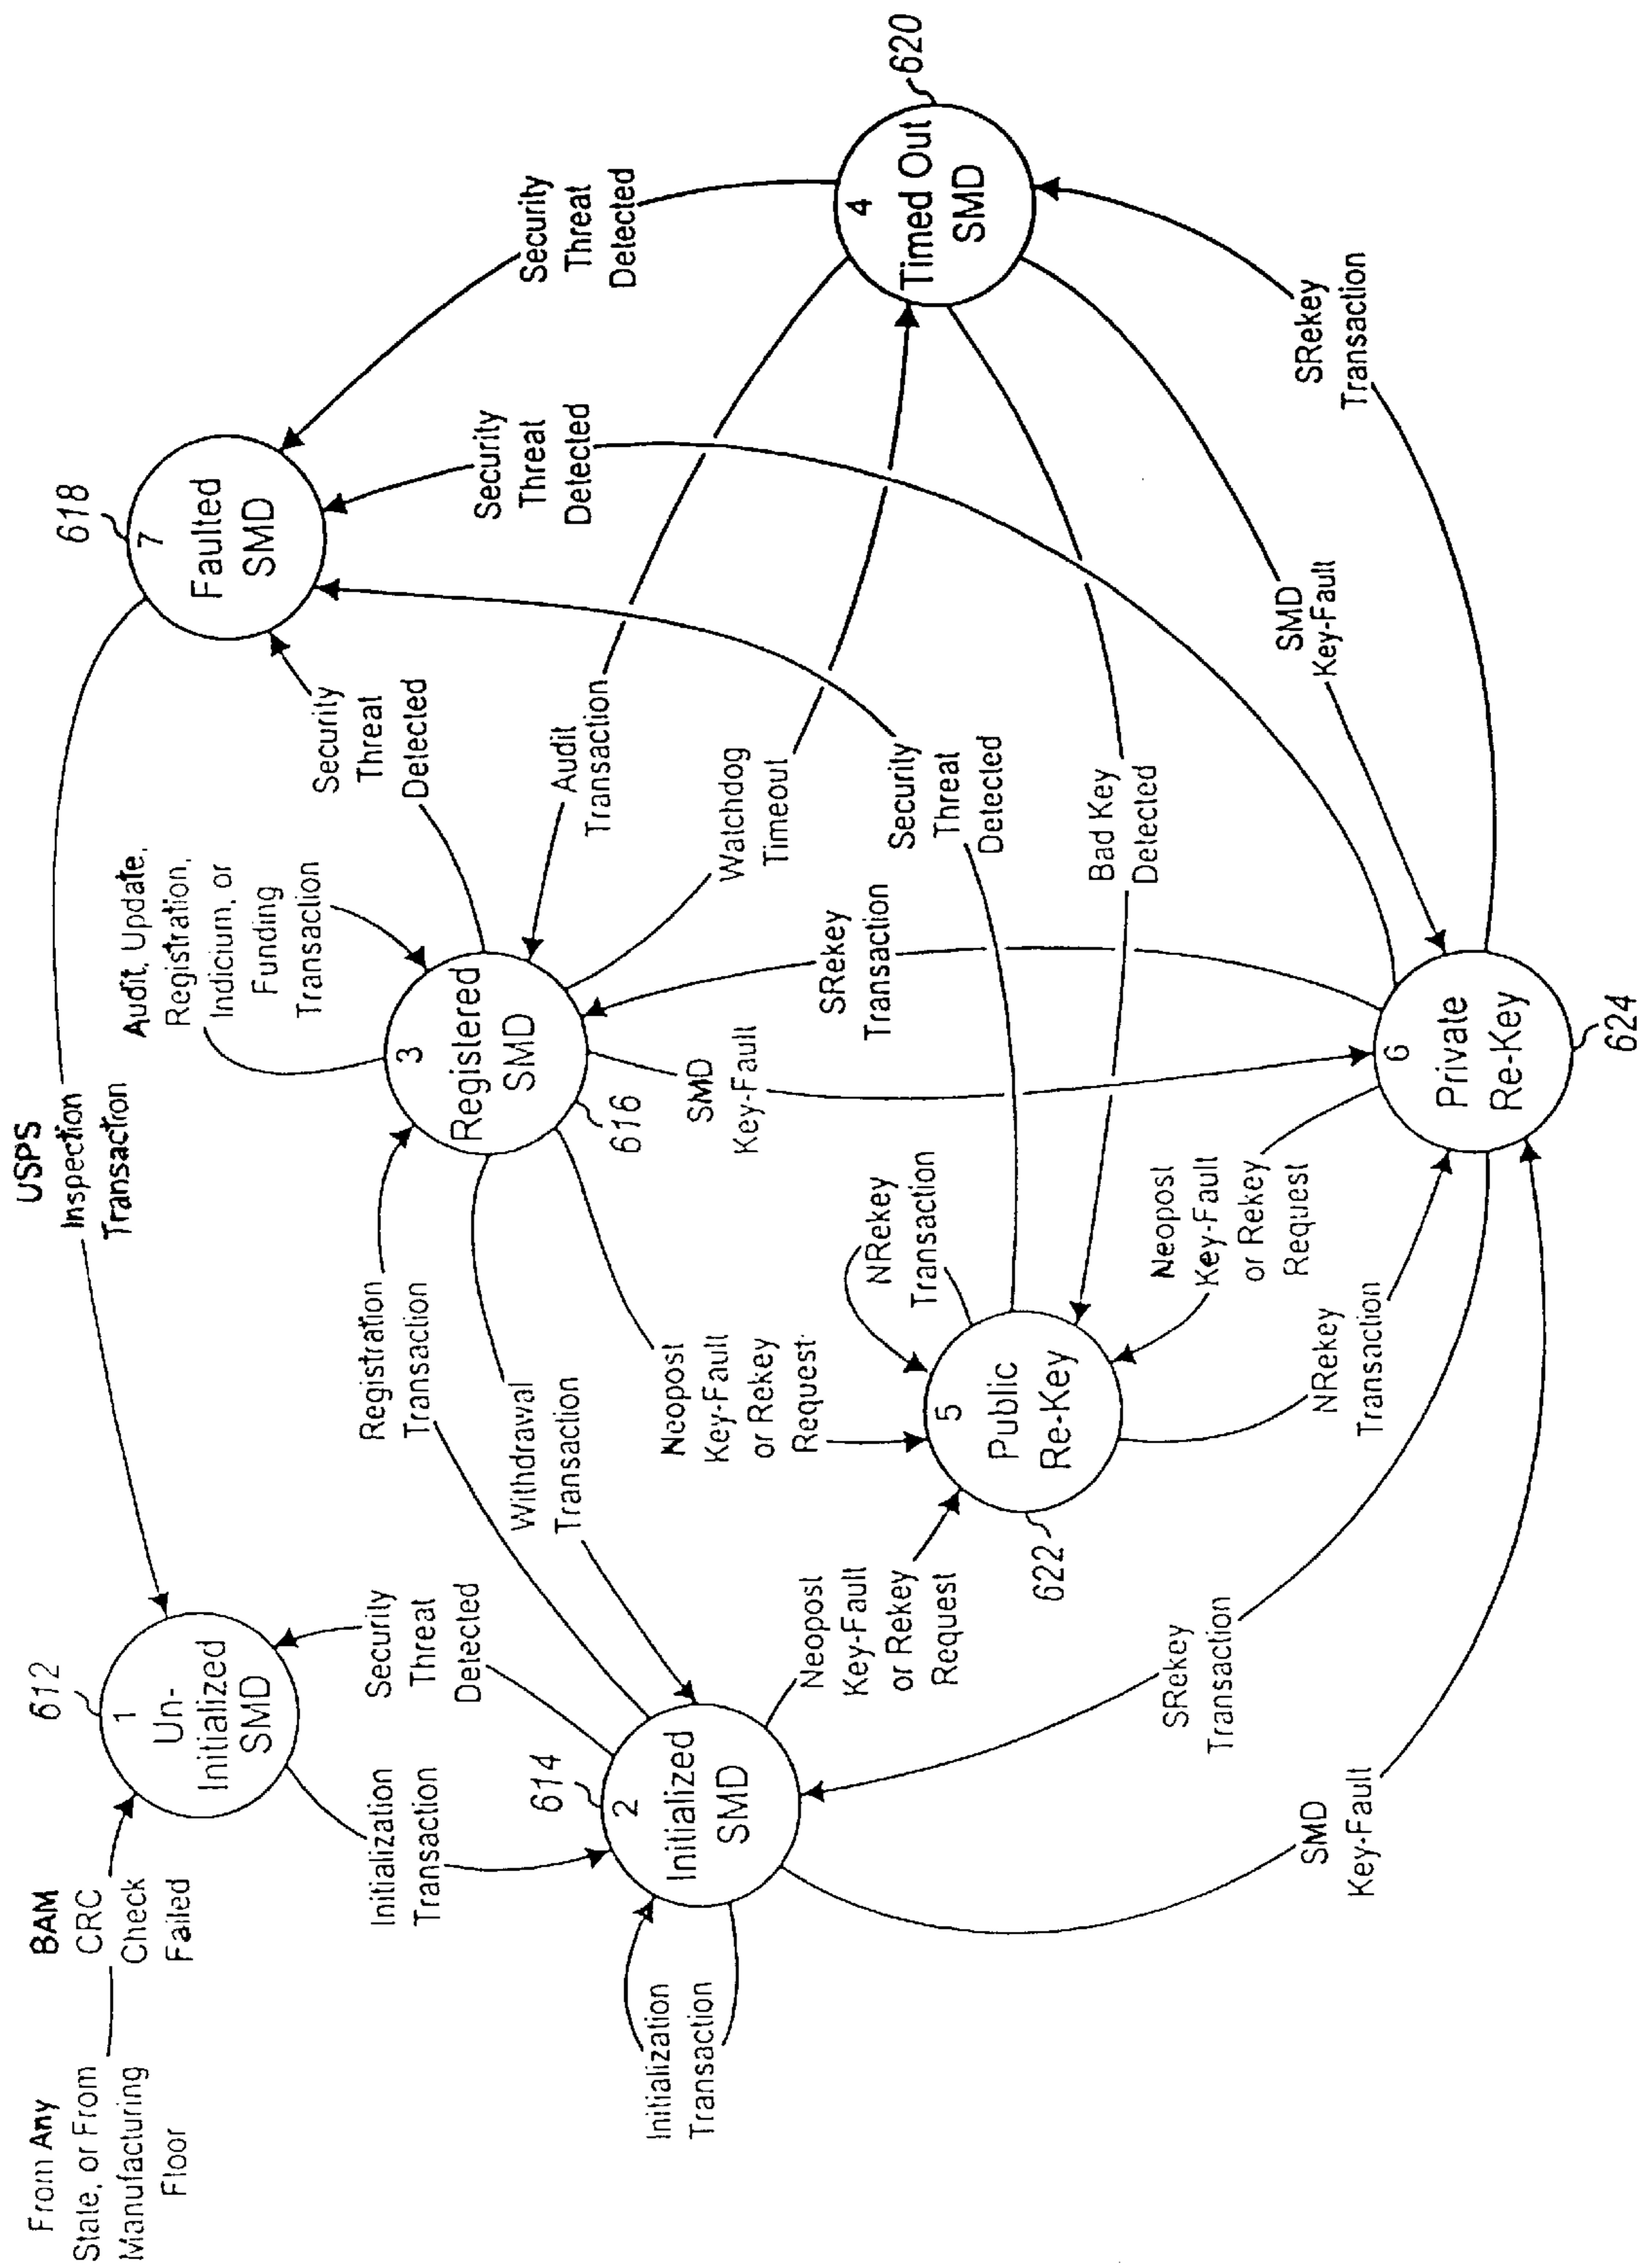 From Any
State, or From
Manufacturing
Floor
BAM
CRC
Check
Failed
612
1
Un-
Initialized
SMD
USPS
Inspection
Transaction
618
7
Faulted
SMD
Initialization
Transaction
Security
Threat
Detected
Initialization
Transaction
614
2
Initialized
SMD
Registration
Transaction
Withdrawal
Transaction
Audit, Update,
Registration,
Indicium, or
Funding
Transaction
3
Registered
SMD
616
Security
Threat
Detected
Security
Threat
Detected
Security
Threat
Detected
Audit
Transaction
Watchdog
Timeout
4
Timed Out
SMD
620
Neopost
Key-Fault
or Rekey
Request
Neopost
Key-Fault
or Rekey
Request
SMD
Key-Fault
SRekey
Transaction
Security
Threat
Detected
Bad Key
Detected
NRekey
Transaction
5
Public
Re-Key
622
Neopost
Key-Fault
or Rekey
Request
NRekey
Transaction
SMD
Key-Fault
SRekey
Transaction
SRekey
Transaction
SMD
Key-Fault
6
Private
Re-Key
624